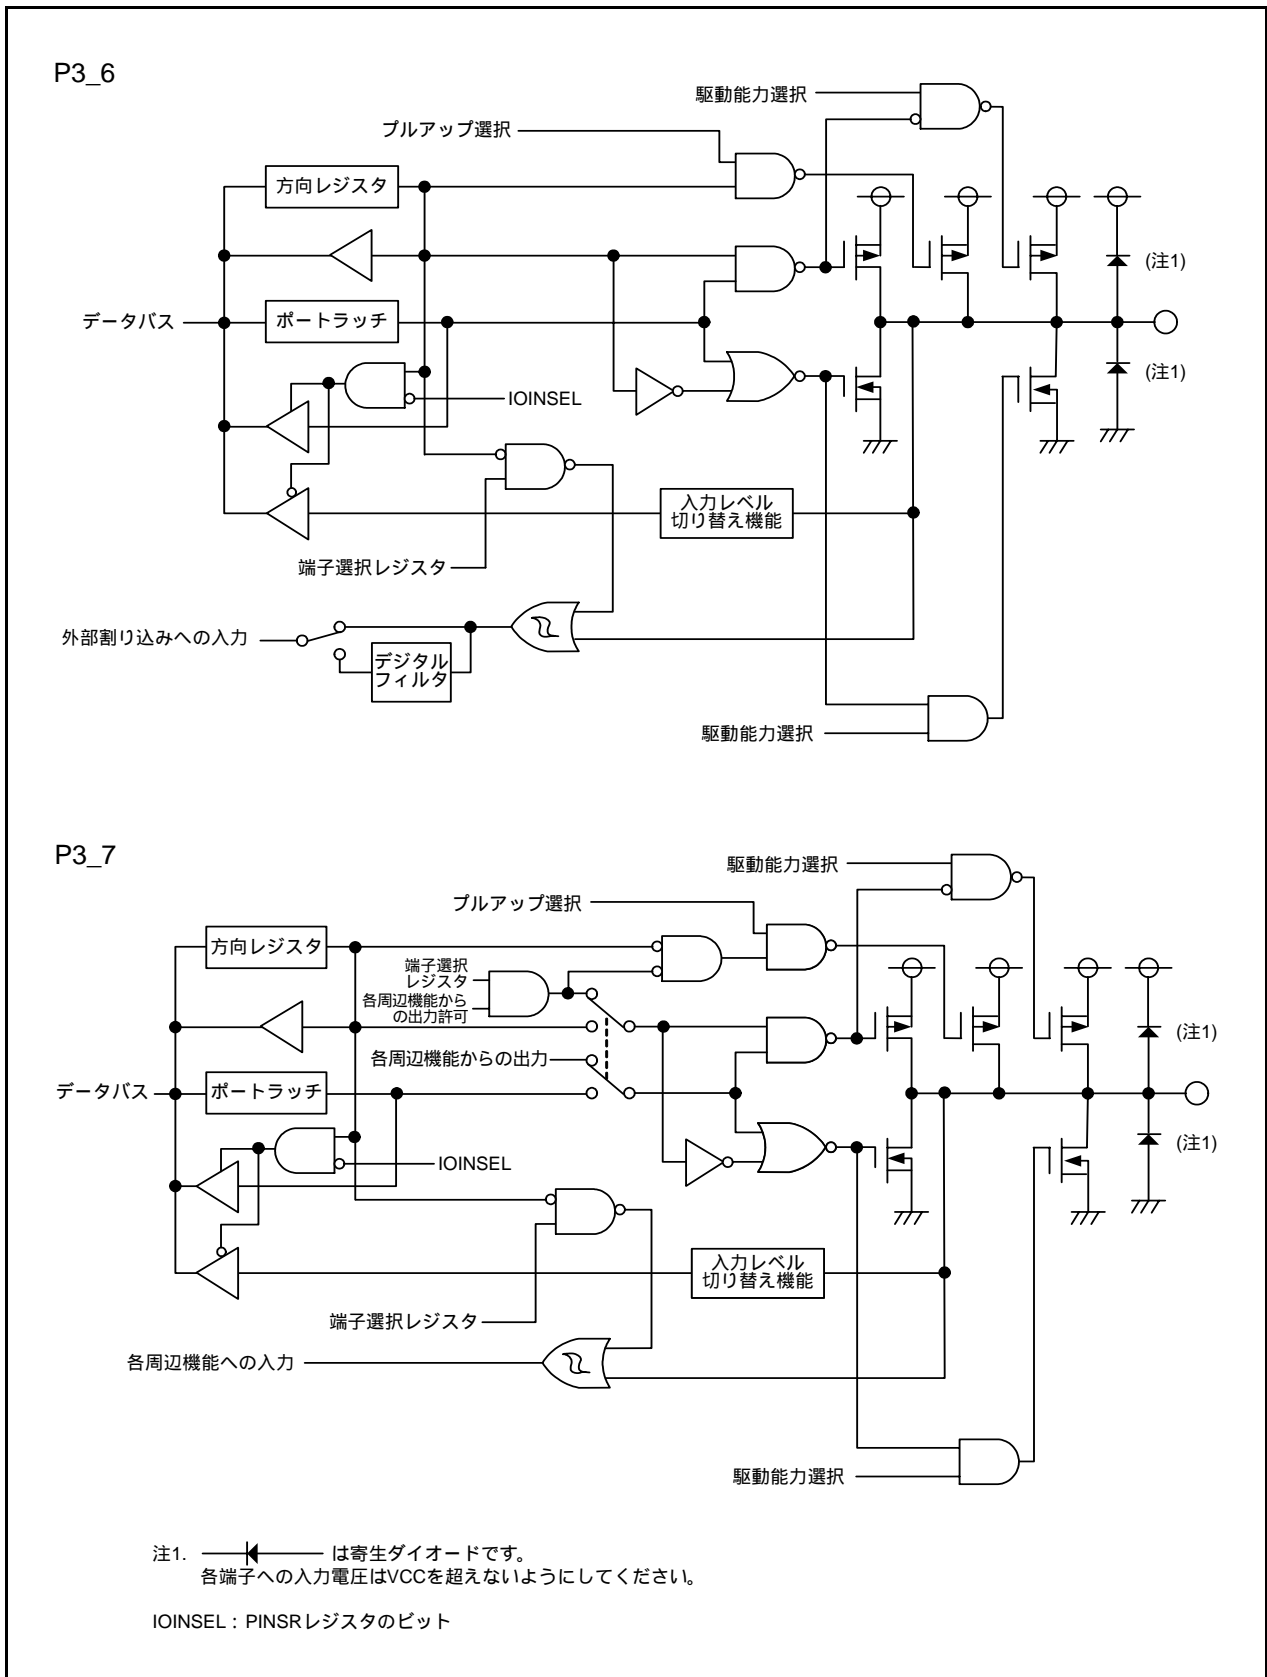 P3_6
駆動能力選択
プルアップ選択
方向レジスタ
(注1)
データバス
ポートラッチ
(注1)
IOINSEL
入力レベル
切り替え機能
端子選択レジスタ
外部割り込みへの入力
デジタル
フィルタ
駆動能力選択
P3_7
駆動能力選択
プルアップ選択
方向レジスタ
端子選択
レジスタ
各周辺機能から
の出力許可
(注1)
各周辺機能からの出力
データバス
ポートラッチ
(注1)
IOINSEL
入力レベル
切り替え機能
端子選択レジスタ
各周辺機能への入力
駆動能力選択
注1. は寄生ダイオードです。
各端子への入力電圧はVCCを超えないようにしてください。
IOINSEL : PINSRレジスタのビット